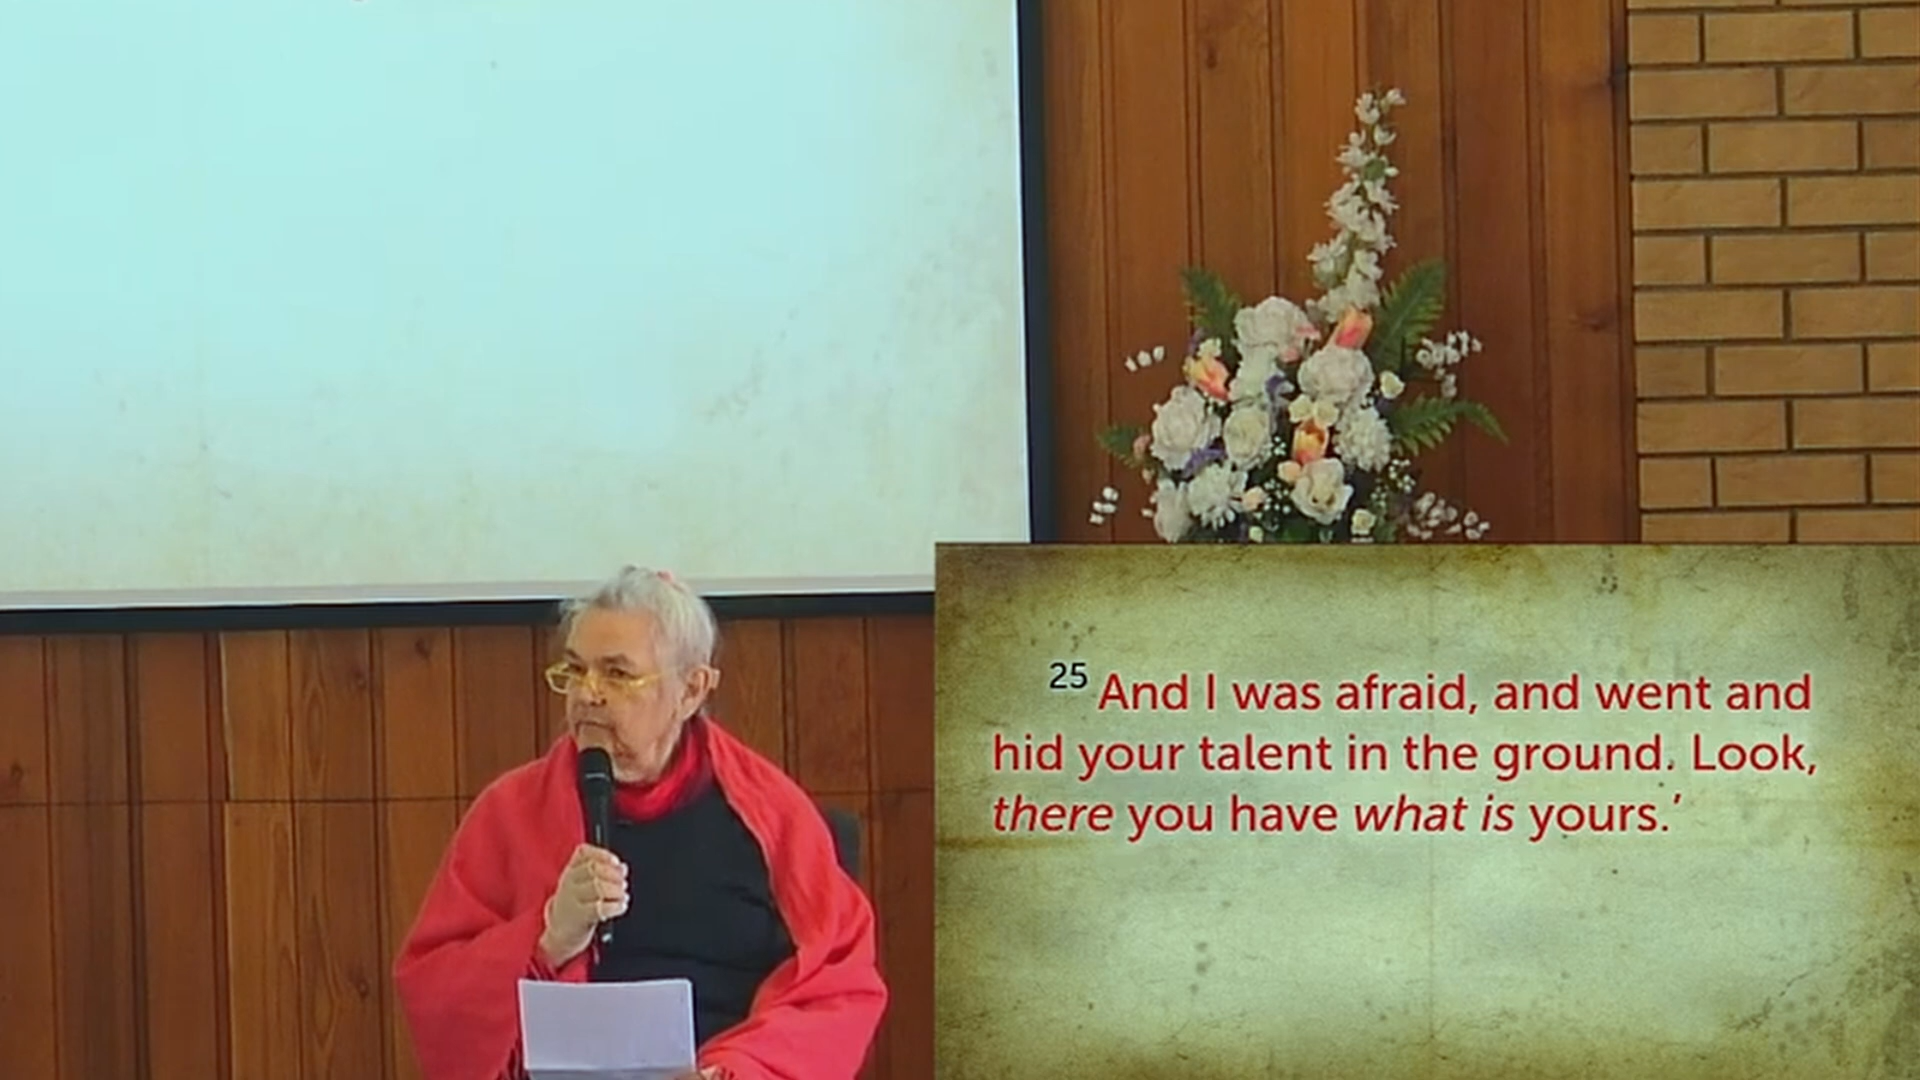 25 And I was afraid, and went and
hid your talent in the ground. Look,
there you have what is yours.’